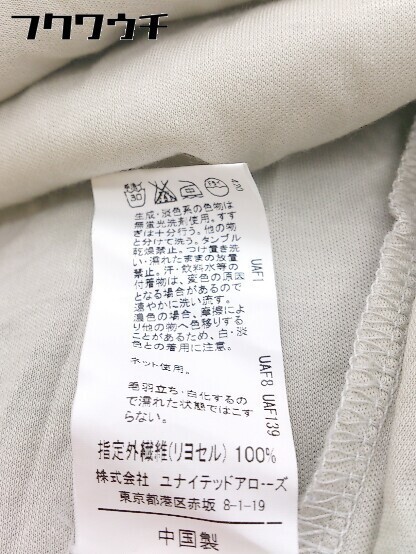 フクワウチ
30
420
生成・淡色系の色物は
無蛍光洗剤使用。すす
ぎは十分行う。他の物
と分けて洗う。タンブル
乾燥禁止。つけ置き洗
い・濡れたままの放置
禁止。汗・飲料水等の
付着物は、変色の原因
となる場合があるので
速やかに洗い流す。
濃色の場合、摩擦によ
り他の物へ色移りする
ことがあるため、白・淡
色との着用に注意。
UAF1
UAF8 UAF139
ネット使用。
毛羽立ち・白化するの
で濡れた状態ではこす
らない。
指定外繊維(リヨセル) 100%
株式会社 ユナイテッドアローズ
東京都港区赤坂 8-1-19
中国製